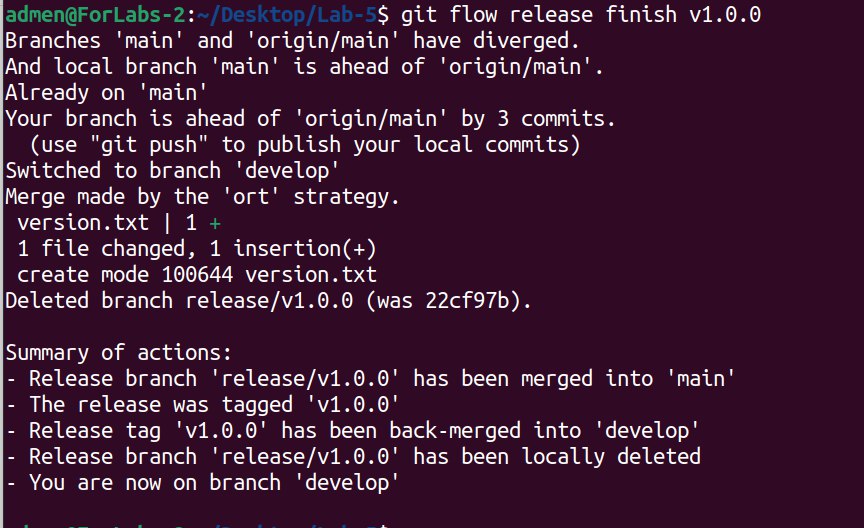 admen@ForLabs-2:~/Desktop/Lab-5$ git flow release finish v1.0.0
Branches 'main' and 'origin/main' have diverged.
And local branch 'main' is ahead of 'origin/main'.
Already on 'main'
Your branch is ahead of 'origin/main' by 3 commits.
  (use "git push" to publish your local commits)
Switched to branch 'develop'
Merge made by the 'ort' strategy.
 version.txt | 1 +
 1 file changed, 1 insertion(+)
 create mode 100644 version.txt
Deleted branch release/v1.0.0 (was 22cf97b).

Summary of actions:
- Release branch 'release/v1.0.0' has been merged into 'main'
- The release was tagged 'v1.0.0'
- Release tag 'v1.0.0' has been back-merged into 'develop'
- Release branch 'release/v1.0.0' has been locally deleted
- You are now on branch 'develop'